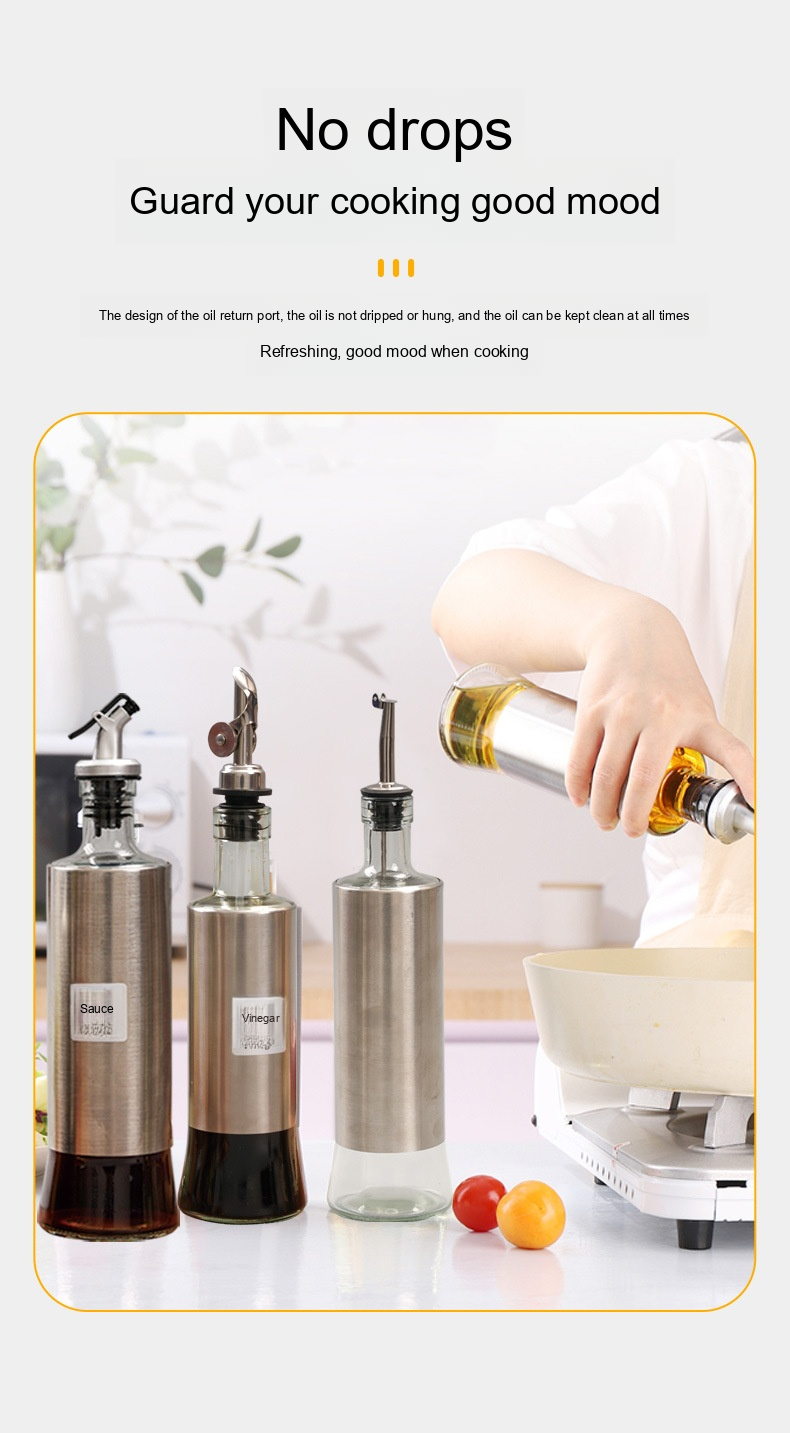 No drops
Guard your cooking good mood
The design of the oil return port, the oil is not dripped or hung, and the oil can be kept clean at all times
Refreshing, good mood when cooking
Sauce
Vinegar